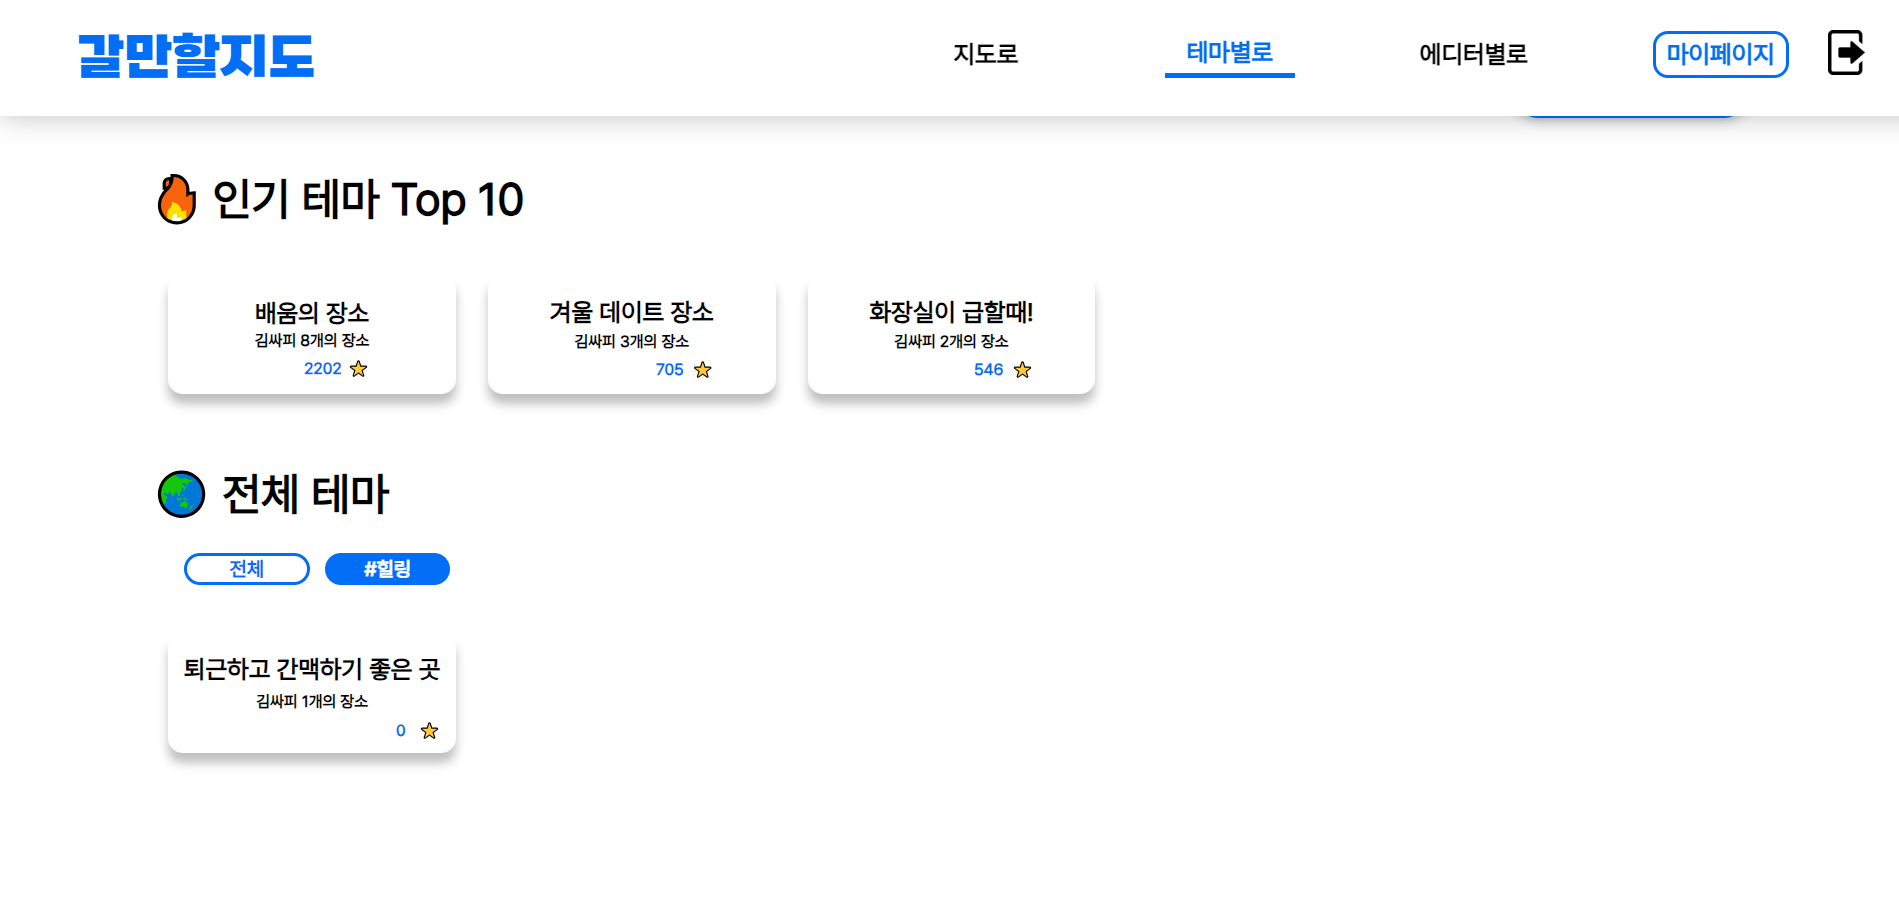 갈만할지도
지도로
테마별로
에디터별로
마이페이지
인기 테마 Top 10
배움의 장소
김싸피 8개의 장소
2202
겨울 데이트 장소
김싸피 3개의 장소
705
화장실이 급할때!
김싸피 2개의 장소
546
전체 테마
전체
#힐링
퇴근하고 간맥하기 좋은 곳
김싸피 1개의 장소
0